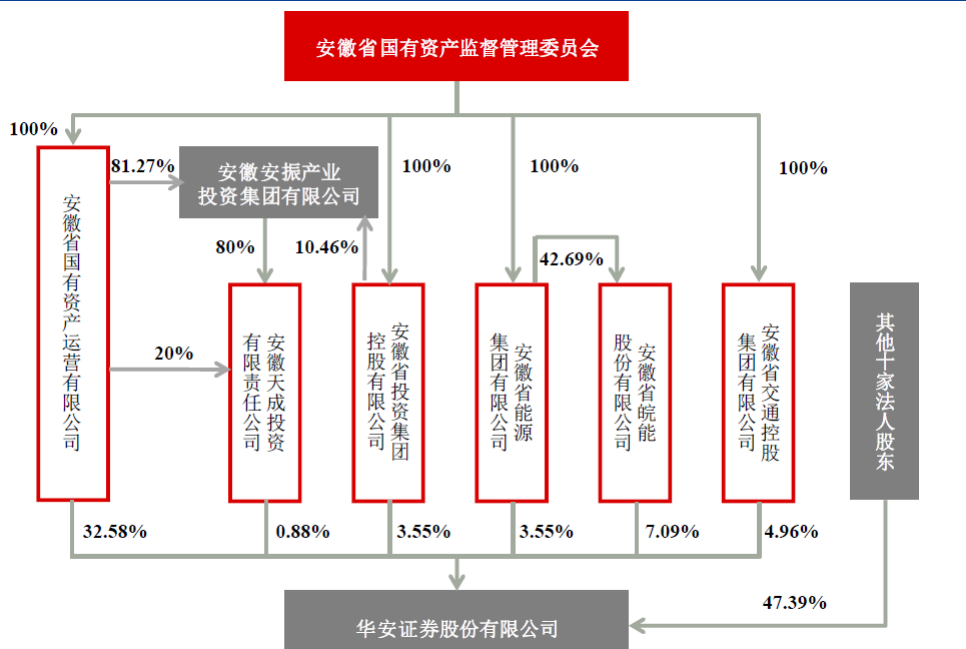 安徽省国有资产监督管理委员会
100%
81.27%
安徽安振产业
投资集团有限公司
100%
100%
100%
80%
10.46%
42.69%
安徽省国有资产运营有限公司
20%
安徽天成投资
有限责任公司
安徽省投资集团
控股有限公司
安徽省能源
集团有限公司
安徽省皖能
股份有限公司
安徽省交通控股
集团有限公司
其他十家法人股东
32.58%
0.88%
3.55%
3.55%
7.09%
4.96%
47.39%
华安证券股份有限公司